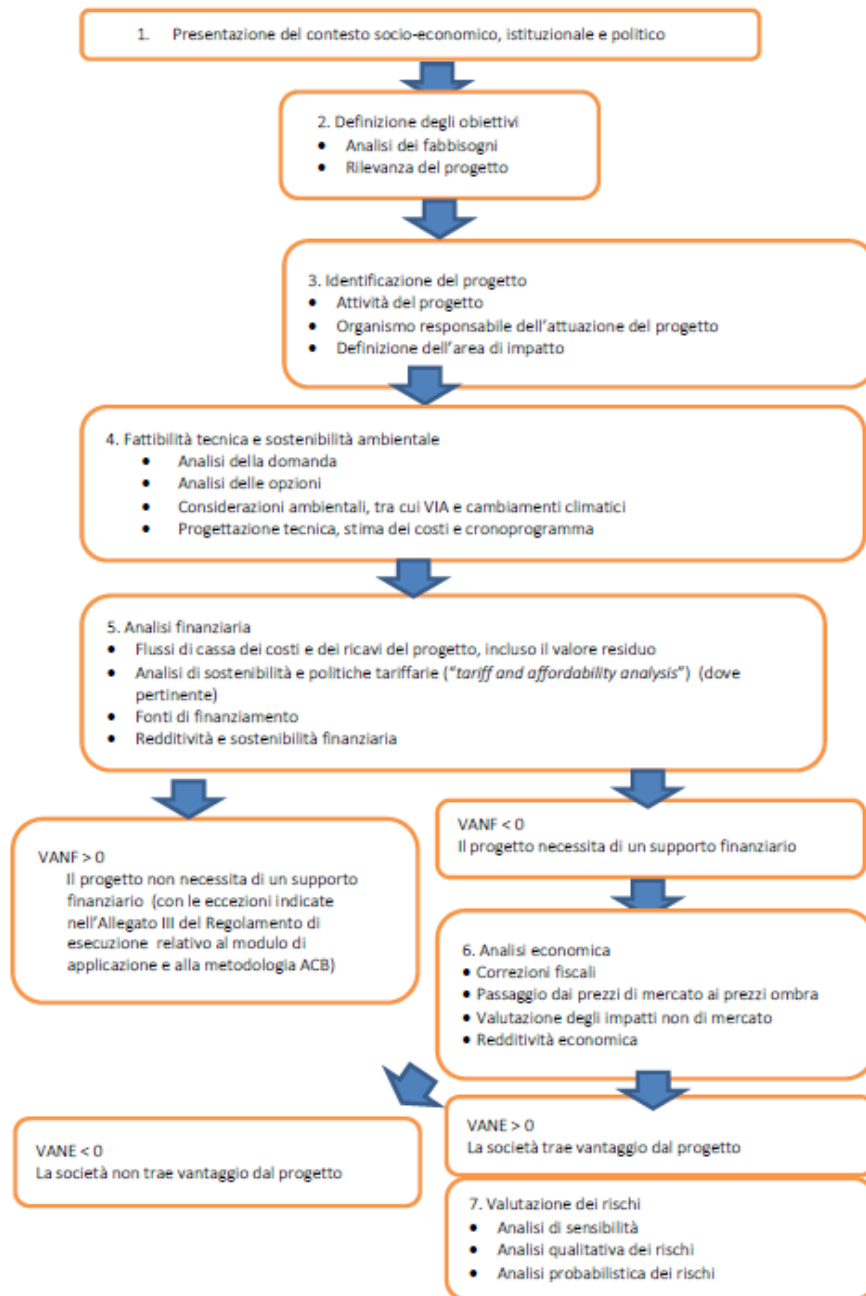 1. Presentazione del contesto socio-economico, istituzionale e politico
2. Definizione degli obiettivi
• Analisi dei fabbisogni
• Rilevanza del progetto
3. Identificazione del progetto
• Attività del progetto
• Organismo responsabile dell'attuazione del progetto
• Definizione dell'area di impatto
4. Fattibilità tecnica e sostenibilità ambientale
• Analisi della domanda
• Analisi delle opzioni
• Considerazioni ambientali, tra cui VIA e cambiamenti climatici
• Progettazione tecnica, stima dei costi e cronoprogramma
5. Analisi finanziaria
• Flussi di cassa dei costi e dei ricavi del progetto, incluso il valore residuo
• Analisi di sostenibilità e politiche tariffarie ("tariff and affordability analysis") (dove
pertinente)
• Fonti di finanziamento
• Redditività e sostenibilità finanziaria
VANF > 0
Il progetto non necessita di un supporto
finanziario (con le eccezioni indicate
nell'Allegato III del Regolamento di
esecuzione relativo al modulo di
applicazione e alla metodologia ACB)
VANF < 0
Il progetto necessita di un supporto finanziario
6. Analisi economica
• Correzioni fiscali
• Passaggio dai prezzi di mercato ai prezzi ombra
• Valutazione degli impatti non di mercato
• Redditività economica
VANE < 0
La società non trae vantaggio dal progetto
VANE > 0
La società trae vantaggio dal progetto
7. Valutazione dei rischi
• Analisi di sensibilità
• Analisi qualitativa dei rischi
• Analisi probabilistica dei rischi